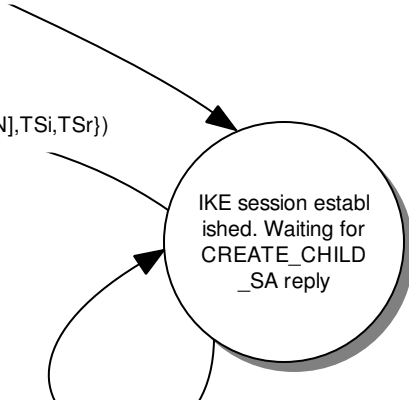 N],TSi,TSr})
IKE session establ
ished. Waiting for
CREATE_CHILD
_SA reply